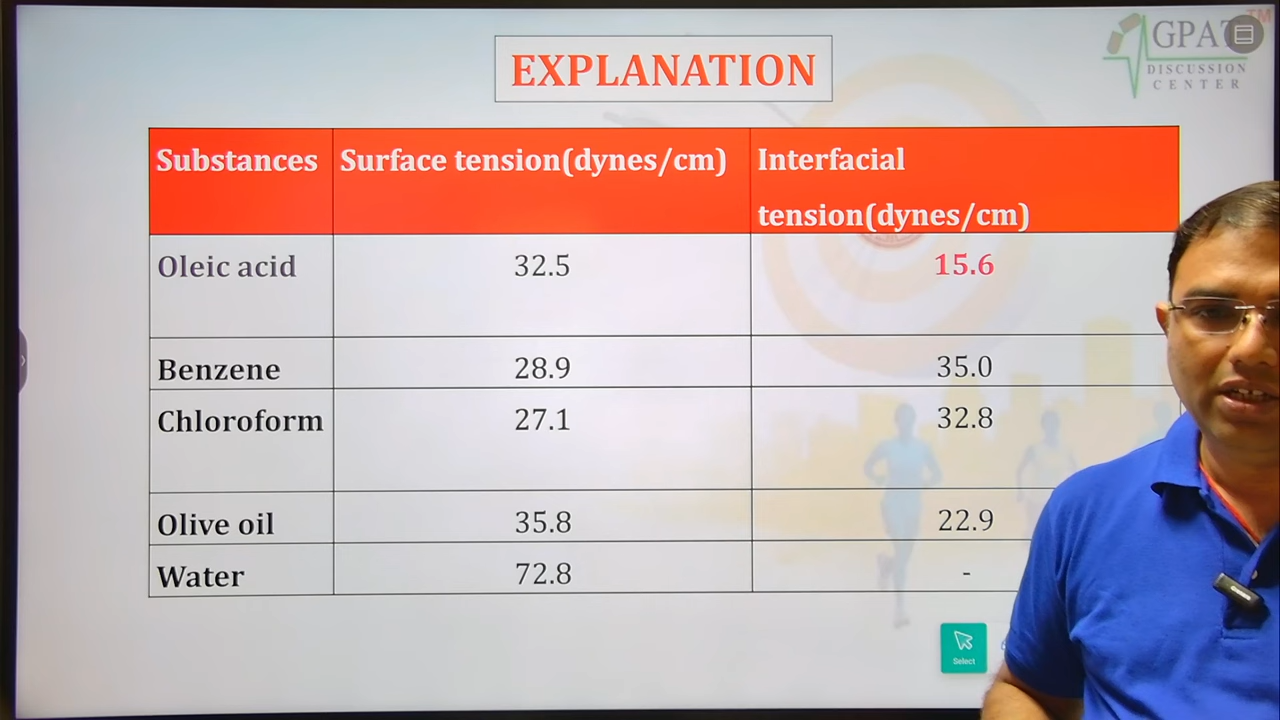 EXPLANATION
GPAT
TM
DISCUSSION
CENTER
Substances Surface tension(dynes/cm) Interfacial
tension(dynes/cm)
Oleic acid 32.5 15.6
Benzene 28.9 35.0
Chloroform 27.1 32.8
Olive oil 35.8 22.9
Water 72.8 -
Select